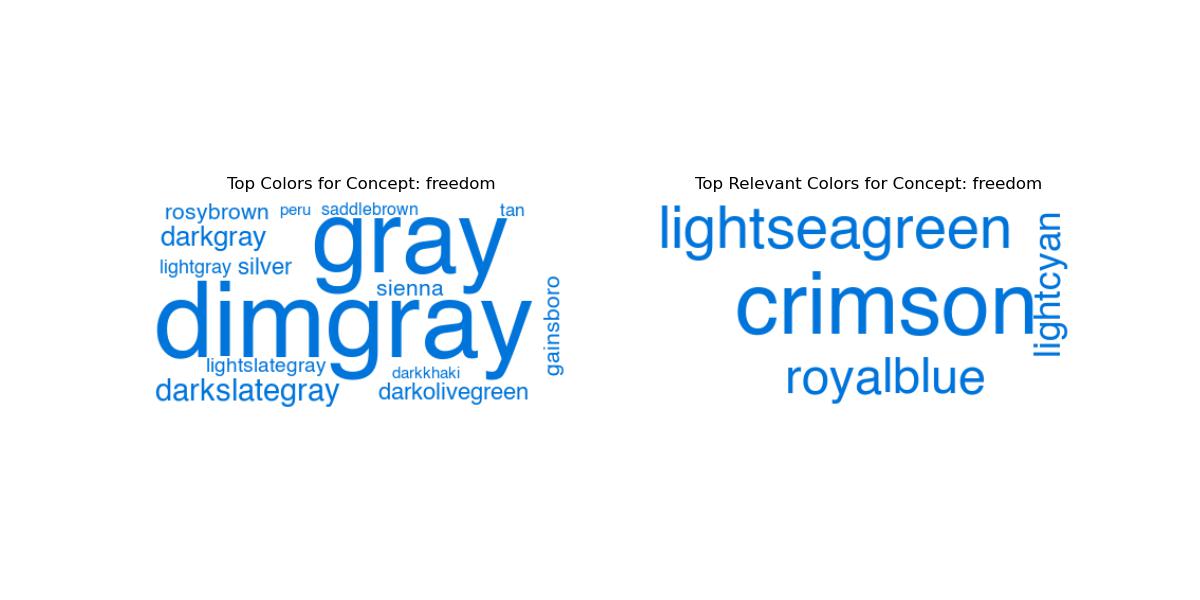 Top Colors for Concept: freedom
rosybrown peru saddlebrown tan
darkgray gray
lightgray silver
sienna
dimgray
gainsboro
lightslategray
darkkhaki
darkslategray darkolivegreen
Top Relevant Colors for Concept: freedom
lightseagreen
lightcyan
crimson
royalblue